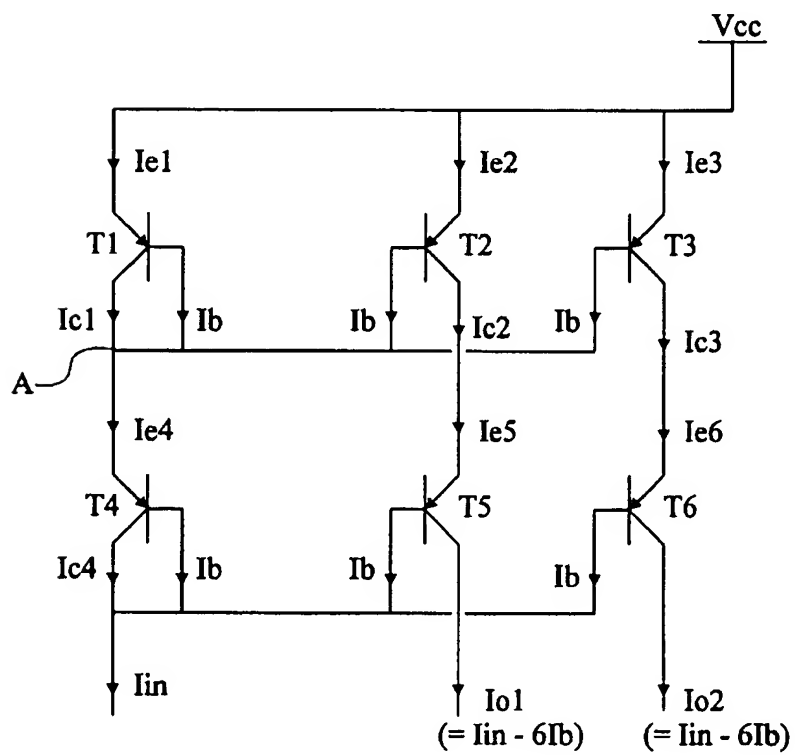 Vcc
Ie1
Ie2
Ie3
T1
T2
T3
Ic1
Ib
Ib
Ic2
Ib
Ic3
A
Ie4
Ie5
Ie6
T4
T5
T6
Ic4
Ib
Ib
Ib
Iin
Io1
Io2
(= Iin - 6Ib)
(= Iin - 6Ib)